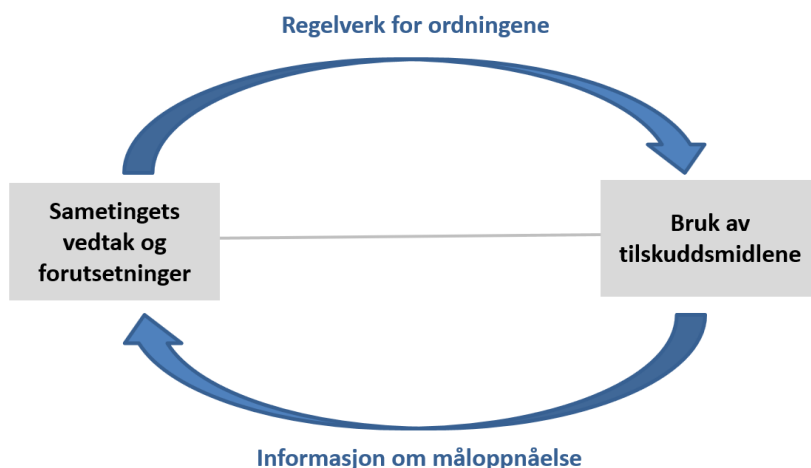 Regelverk for ordningene
Sametingets
vedtak og
forutsetninger
Bruk av
tilskuddsmidlene
Informasjon om måloppnåelse